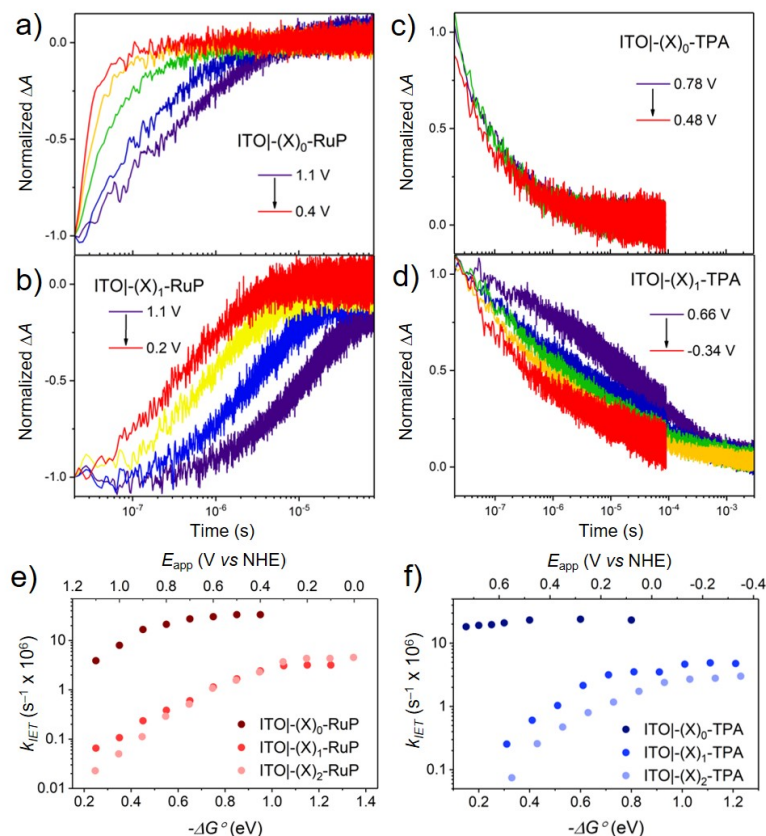 a)
0.0
-0.5
-1.0
Normalized ΔA
ITO|-(X)₀-RuP
1.1 V
0.4 V
c)
1.0
0.5
0.0
Normalized ΔA
ITO|-(X)₀-TPA
0.78 V
0.48 V
b)
0.0
-0.5
-1.0
Normalized ΔA
ITO|-(X)₁-RuP
1.1 V
0.2 V
10⁻⁷ 10⁻⁶ 10⁻⁵
Time (s)
d)
1.0
0.5
0.0
Normalized ΔA
ITO|-(X)₁-TPA
0.66 V
-0.34 V
10⁻⁷ 10⁻⁶ 10⁻⁵ 10⁻⁴ 10⁻³
Time (s)
e)
E_app (V vs NHE)
1.2 1.0 0.8 0.6 0.4 0.2 0.0
10
1
0.1
0.01
k_IET (s⁻¹ x 10⁶)
ITO|-(X)₀-RuP
ITO|-(X)₁-RuP
ITO|-(X)₂-RuP
0.2 0.4 0.6 0.8 1.0 1.2 1.4
-ΔG° (eV)
f)
E_app (V vs NHE)
0.6 0.4 0.2 0.0 -0.2 -0.4
10
1
0.1
k_IET (s⁻¹ x 10⁶)
ITO|-(X)₀-TPA
ITO|-(X)₁-TPA
ITO|-(X)₂-TPA
0.2 0.4 0.6 0.8 1.0 1.2
-ΔG° (eV)